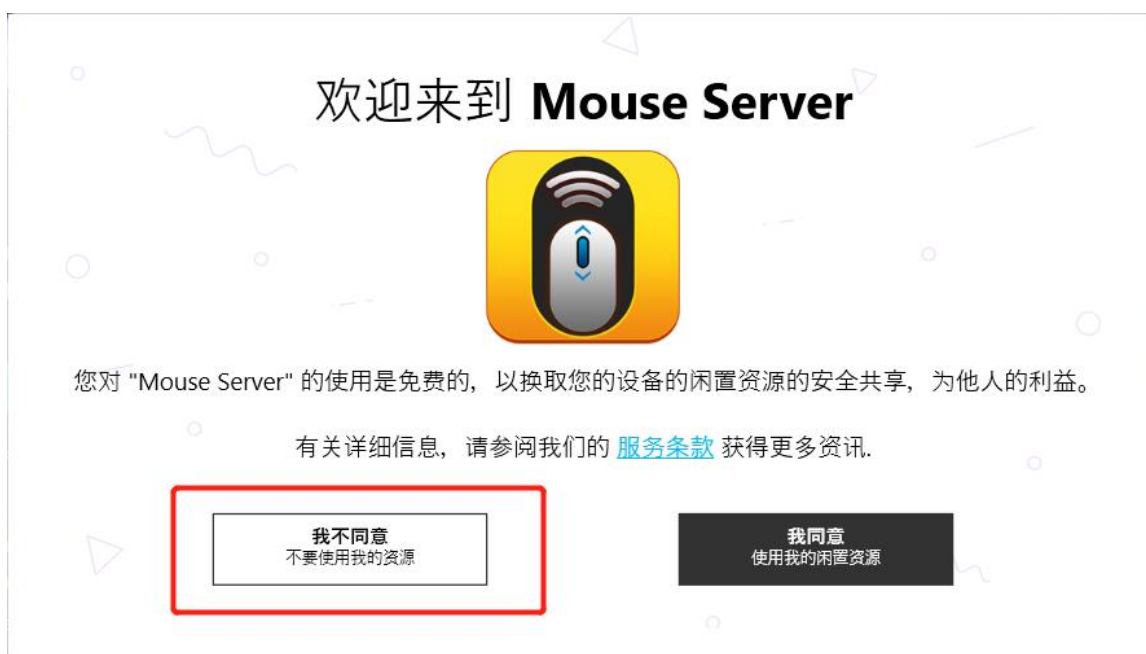 欢迎来到 Mouse Server
您对 "Mouse Server" 的使用是免费的，以换取您的设备的闲置资源的安全共享，为他人的利益。
有关详细信息，请参阅我们的 服务条款 获得更多资讯.
我不同意
不要使用我的资源
我同意
使用我的闲置资源